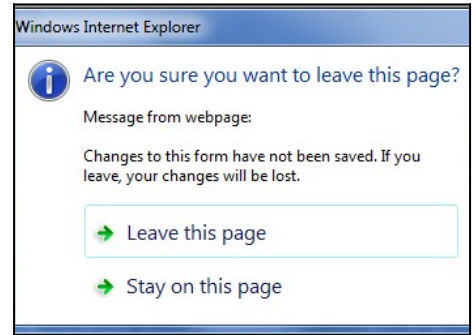 Windows Internet Explorer
Are you sure you want to leave this page?
Message from webpage:
Changes to this form have not been saved. If you
leave, your changes will be lost.
Leave this page
Stay on this page